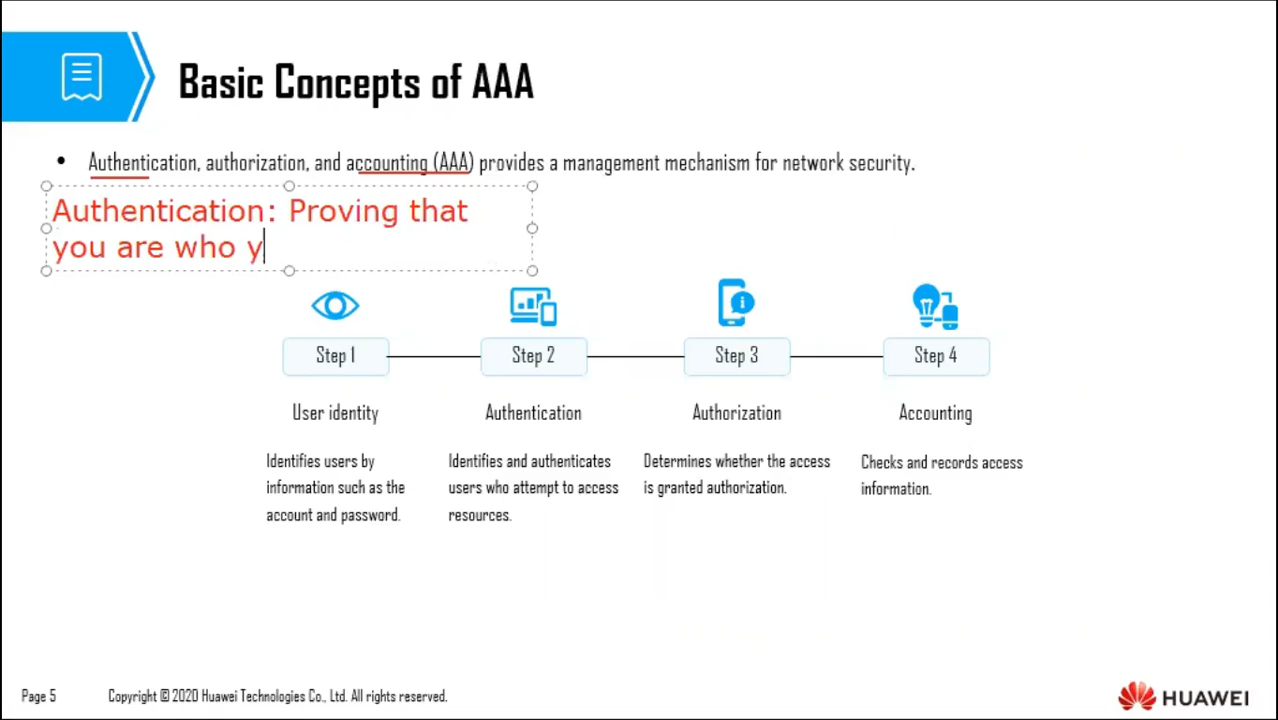 Basic Concepts of AAA
• Authentication, authorization, and accounting (AAA) provides a management mechanism for network security.
Authentication: Proving that
you are who y
Step 1
Step 2
Step 3
Step 4
User identity
Authentication
Authorization
Accounting
Identifies users by
information such as the
account and password.
Identifies and authenticates
users who attempt to access
resources.
Determines whether the access
is granted authorization.
Checks and records access
information.
Page 5
Copyright © 2020 Huawei Technologies Co., Ltd. All rights reserved.
HUAWEI